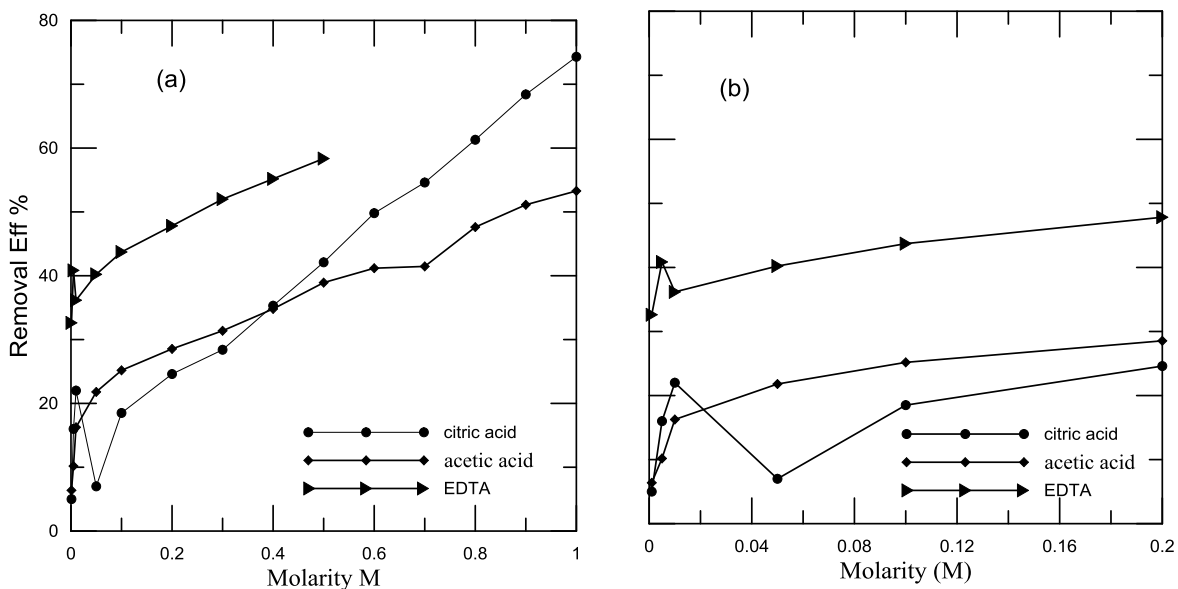 80
60
40
20
0
Removal Eff %
(a)
citric acid
acetic acid
EDTA
0 0.2 0.4 0.6 0.8 1
Molarity M
(b)
citric acid
acetic acid
EDTA
0 0.04 0.08 0.12 0.16 0.2
Molarity (M)